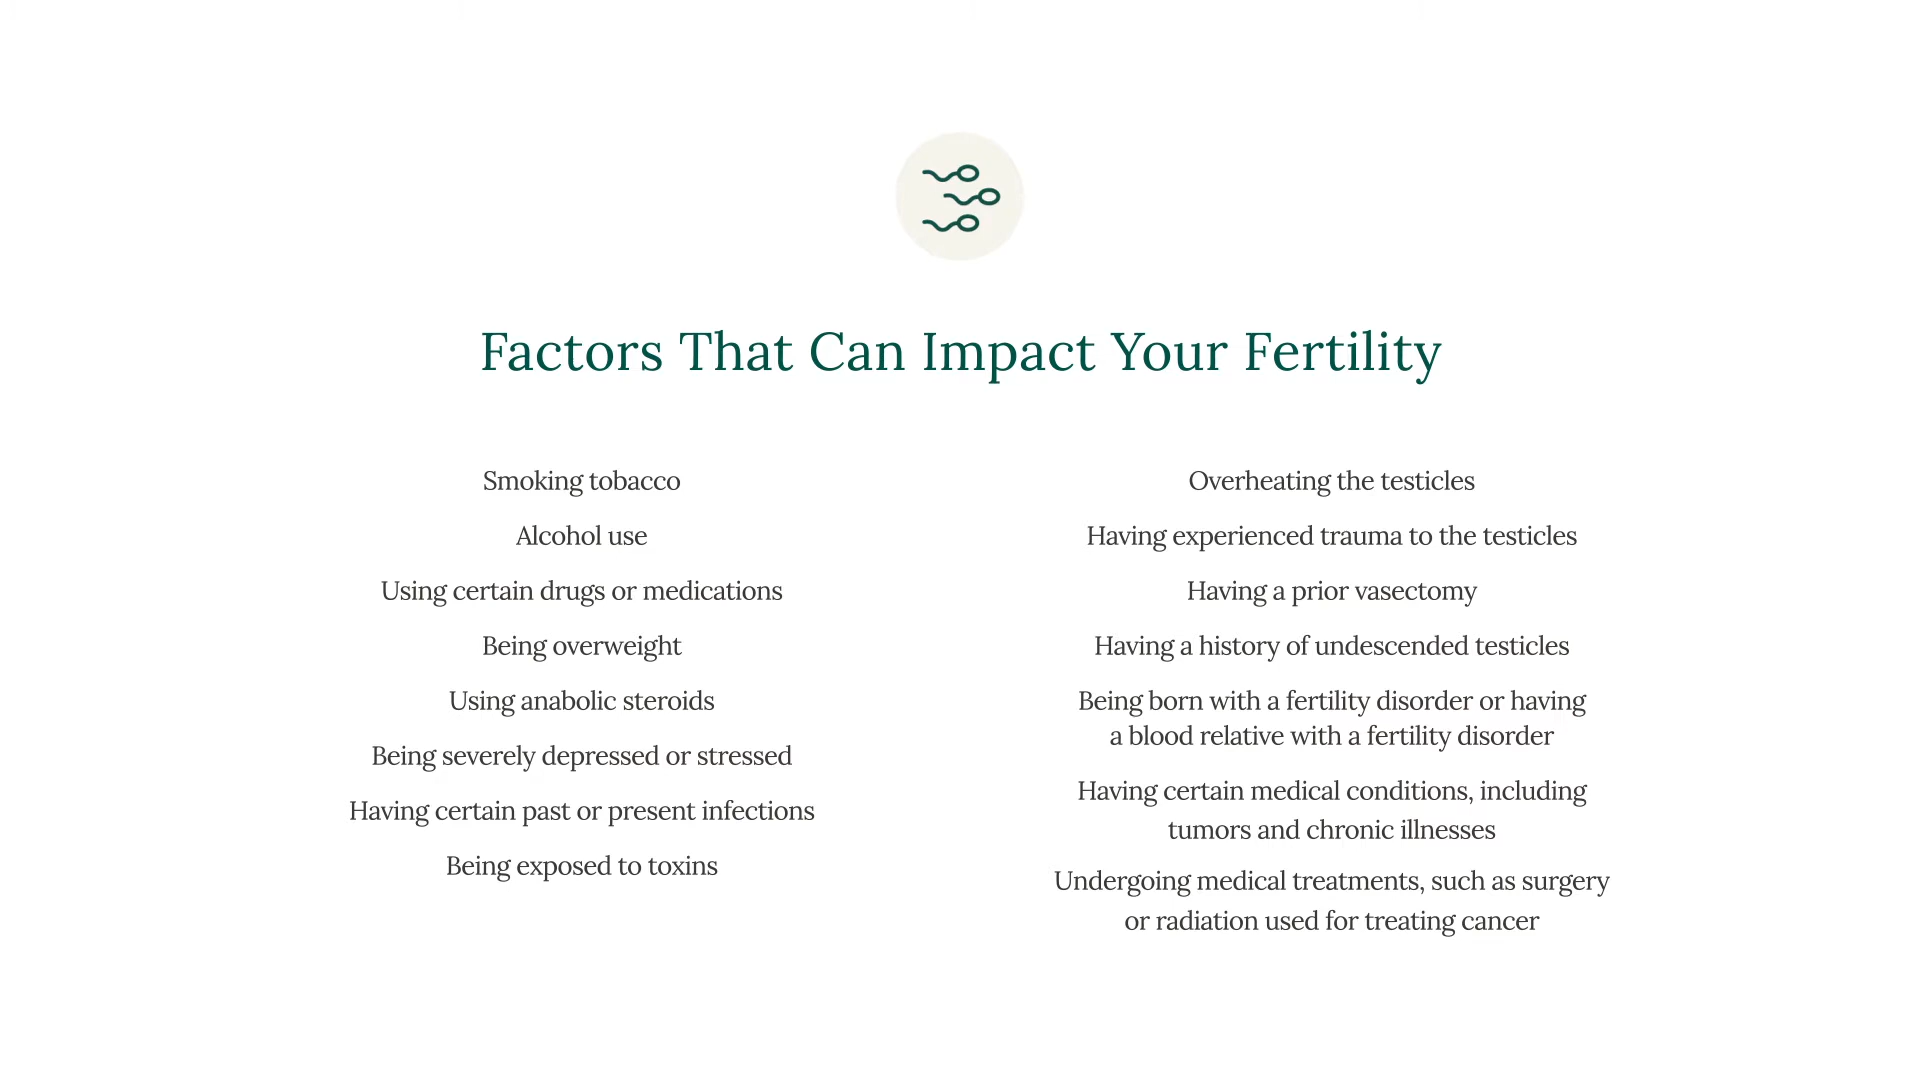 Factors That Can Impact Your Fertility
Smoking tobacco
Alcohol use
Using certain drugs or medications
Being overweight
Using anabolic steroids
Being severely depressed or stressed
Having certain past or present infections
Being exposed to toxins
Overheating the testicles
Having experienced trauma to the testicles
Having a prior vasectomy
Having a history of undescended testicles
Being born with a fertility disorder or having
a blood relative with a fertility disorder
Having certain medical conditions, including
tumors and chronic illnesses
Undergoing medical treatments, such as surgery
or radiation used for treating cancer